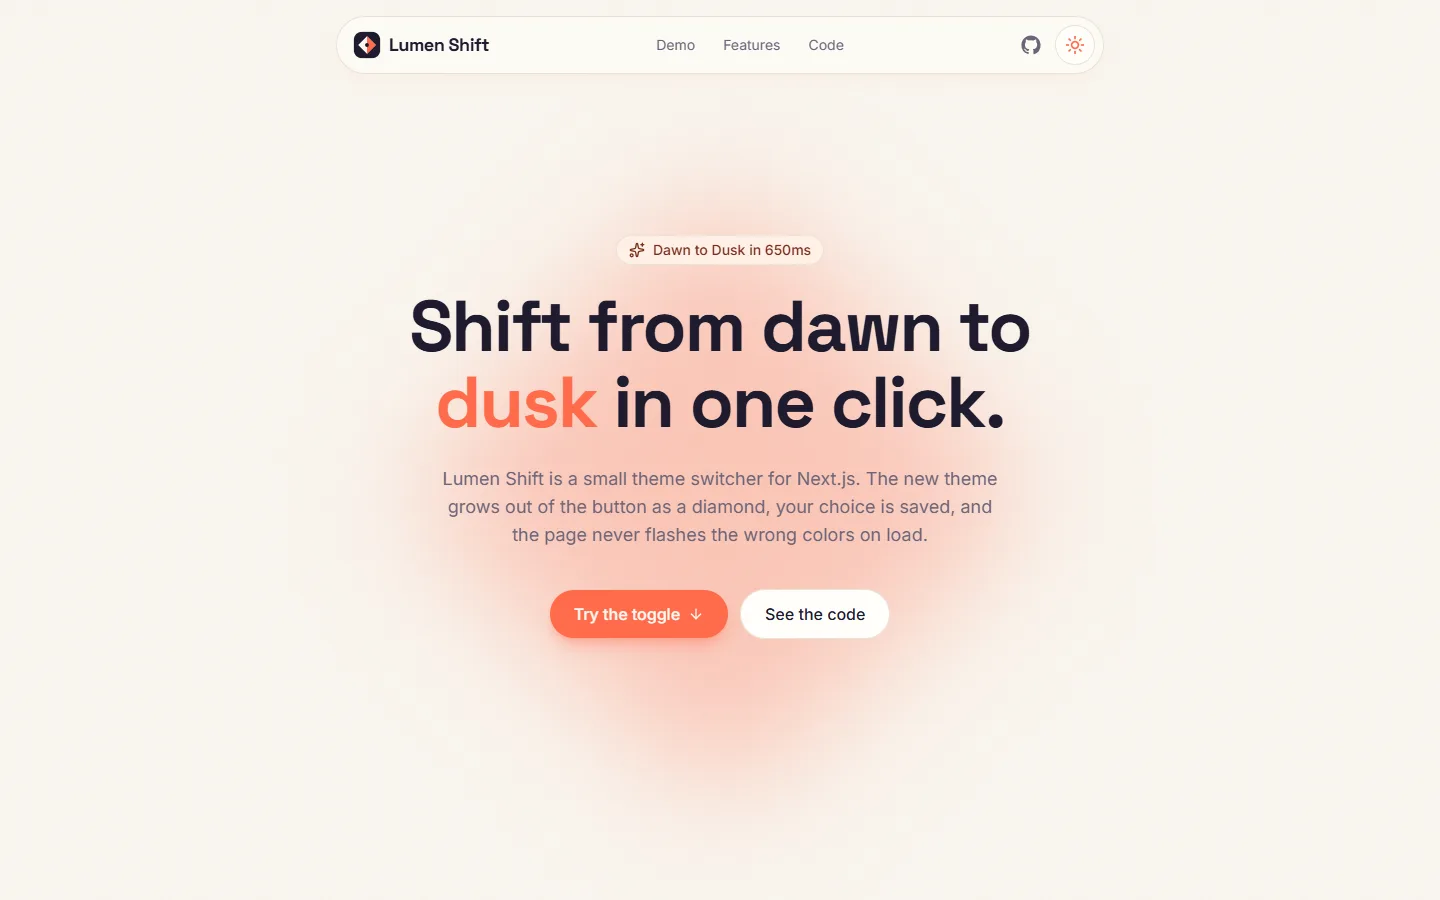 Lumen Shift
Demo
Features
Code
Dawn to Dusk in 650ms
Shift from dawn to
dusk in one click.
Lumen Shift is a small theme switcher for Next.js. The new theme
grows out of the button as a diamond, your choice is saved, and
the page never flashes the wrong colors on load.
Try the toggle
See the code